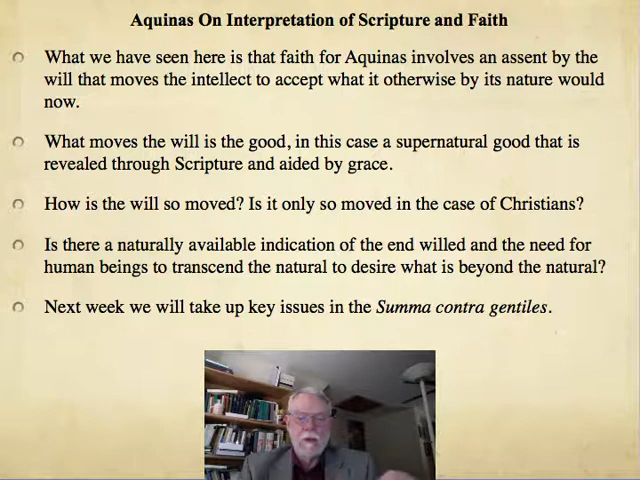 Aquinas On Interpretation of Scripture and Faith
What we have seen here is that faith for Aquinas involves an assent by the
will that moves the intellect to accept what it otherwise by its nature would
now.
What moves the will is the good, in this case a supernatural good that is
revealed through Scripture and aided by grace.
How is the will so moved? Is it only so moved in the case of Christians?
Is there a naturally available indication of the end willed and the need for
human beings to transcend the natural to desire what is beyond the natural?
Next week we will take up key issues in the Summa contra gentiles.